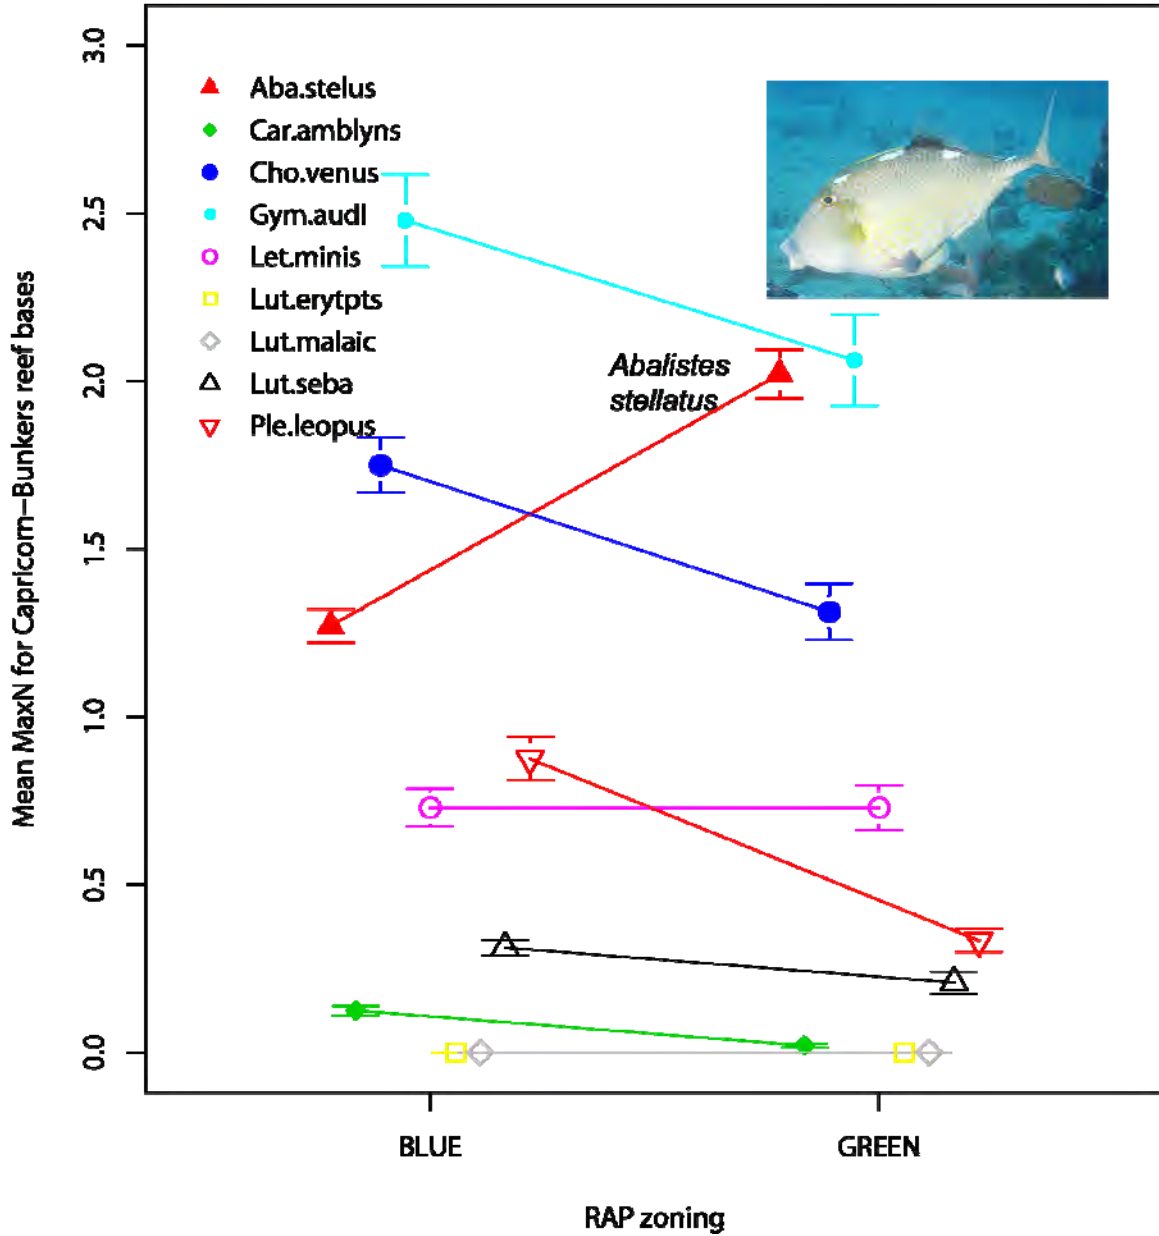 3.0
2.5
2.0
1.5
1.0
0.5
0.0
Mean MaxN for Capricorn–Bunkers reef bases
Aba.stelus
Car.amblyns
Cho.venus
Gym.audl
Let.minis
Lut.erytpts
Lut.malaic
Lut.seba
Ple.leopus
Abalistes
stellatus
BLUE
GREEN
RAP zoning